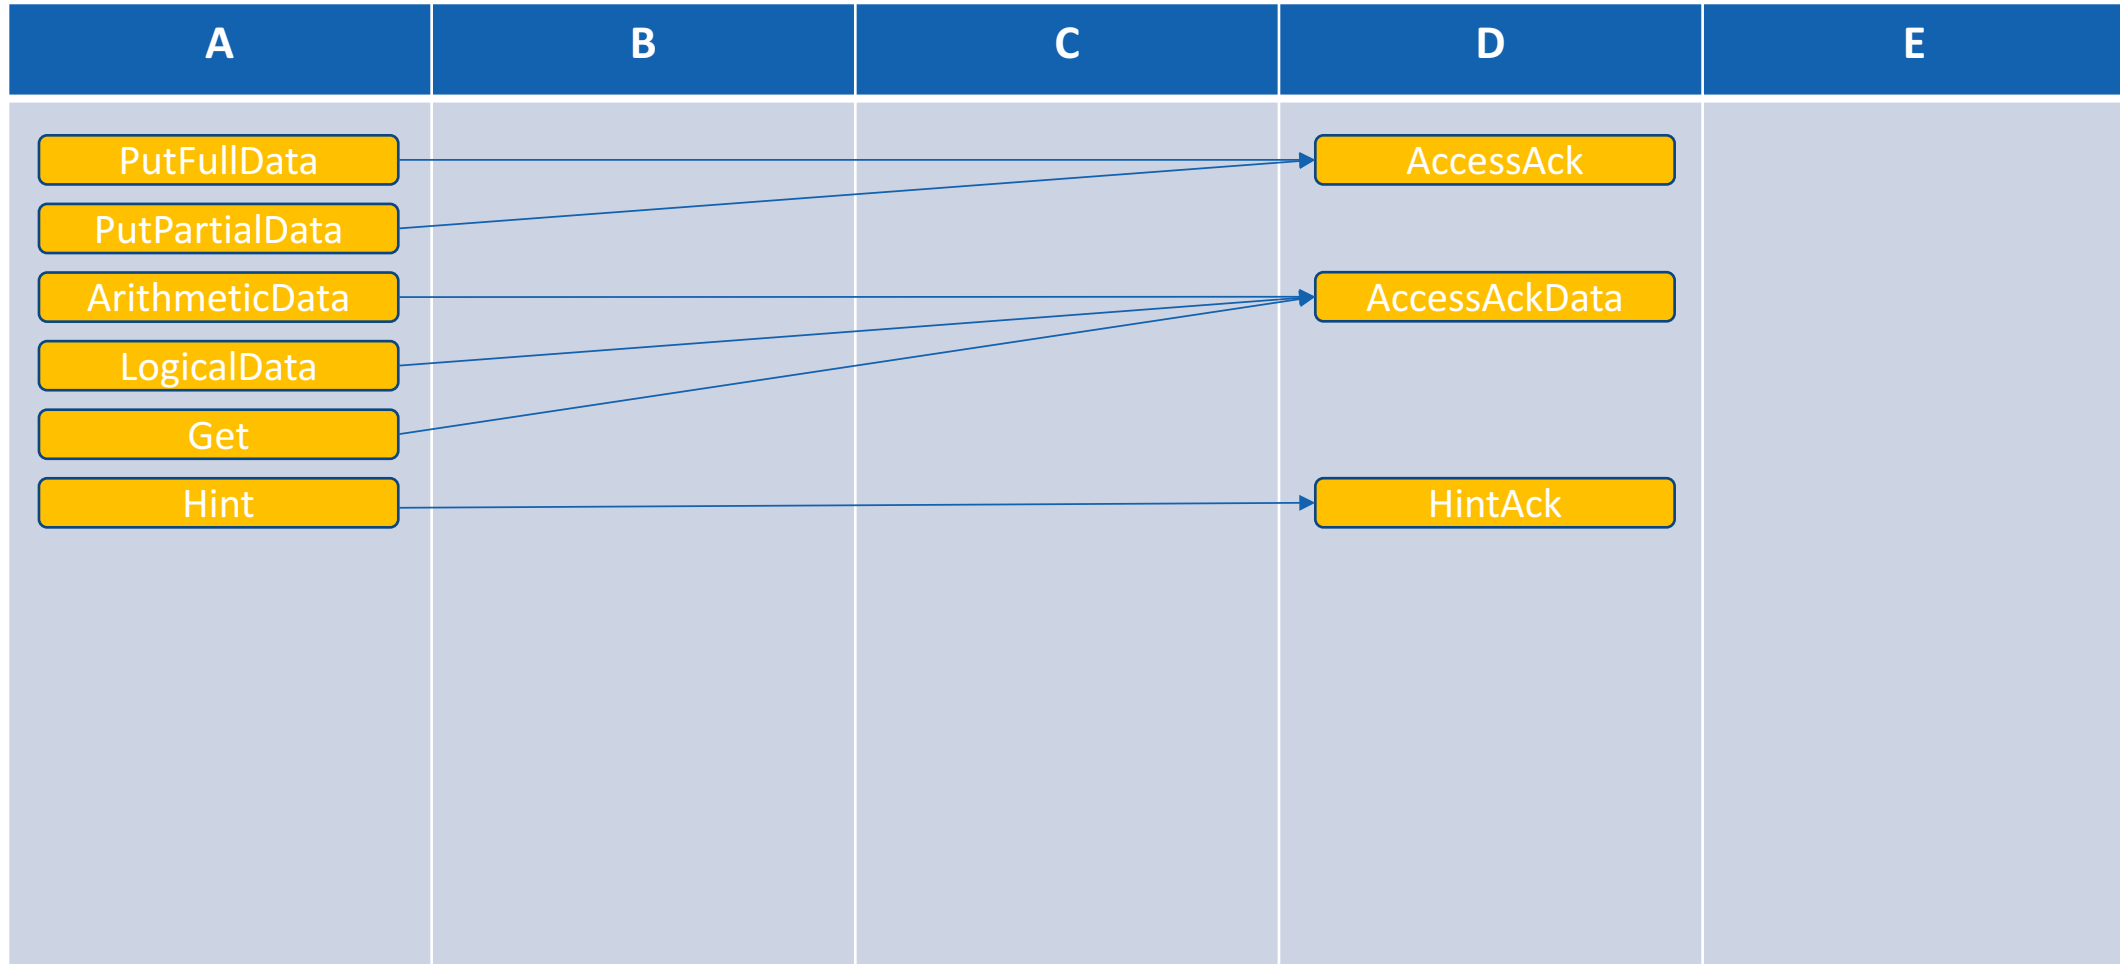 A
B
C
D
E
PutFullData
AccessAck
PutPartialData
ArithmeticData
AccessAckData
LogicalData
Get
Hint
HintAck